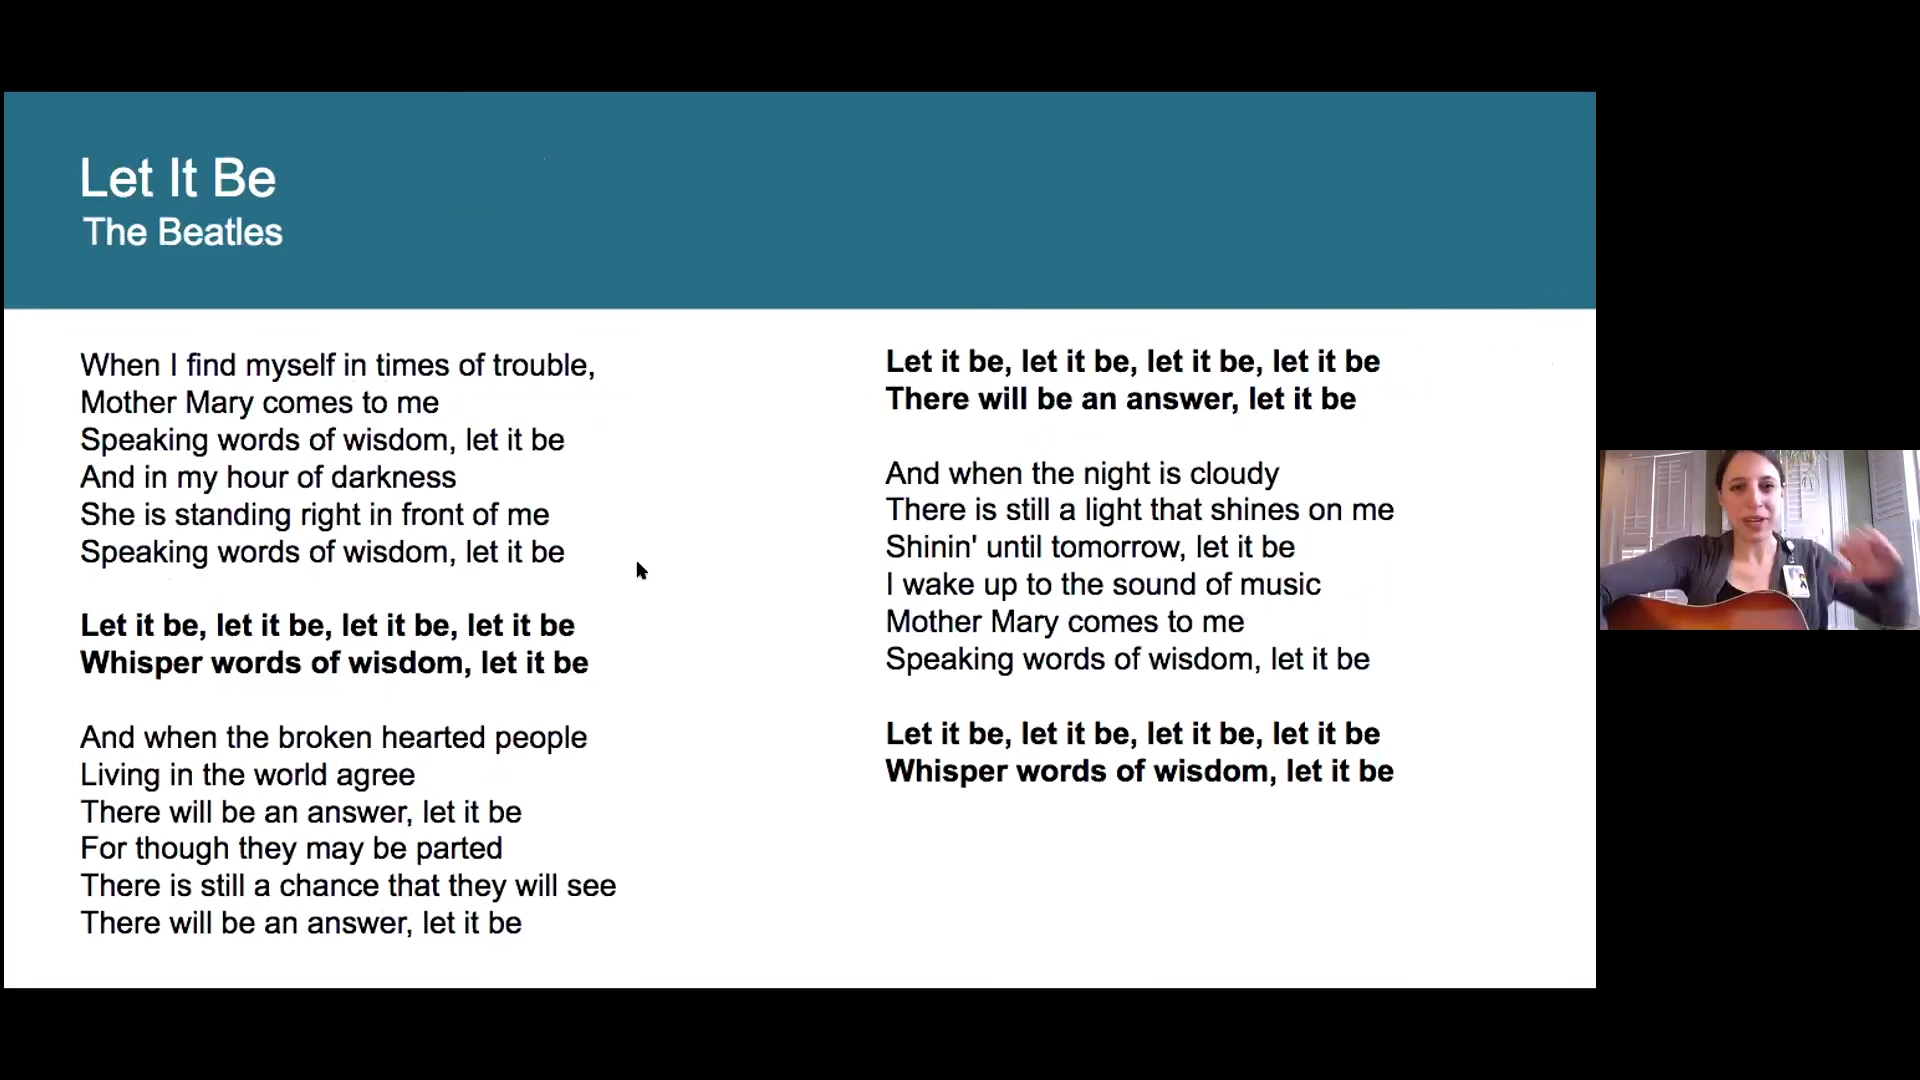 Let It Be
The Beatles
When I find myself in times of trouble,
Mother Mary comes to me
Speaking words of wisdom, let it be
And in my hour of darkness
She is standing right in front of me
Speaking words of wisdom, let it be
Let it be, let it be, let it be, let it be
Whisper words of wisdom, let it be
And when the broken hearted people
Living in the world agree
There will be an answer, let it be
For though they may be parted
There is still a chance that they will see
There will be an answer, let it be
Let it be, let it be, let it be, let it be
There will be an answer, let it be
And when the night is cloudy
There is still a light that shines on me
Shinin' until tomorrow, let it be
I wake up to the sound of music
Mother Mary comes to me
Speaking words of wisdom, let it be
Let it be, let it be, let it be, let it be
Whisper words of wisdom, let it be